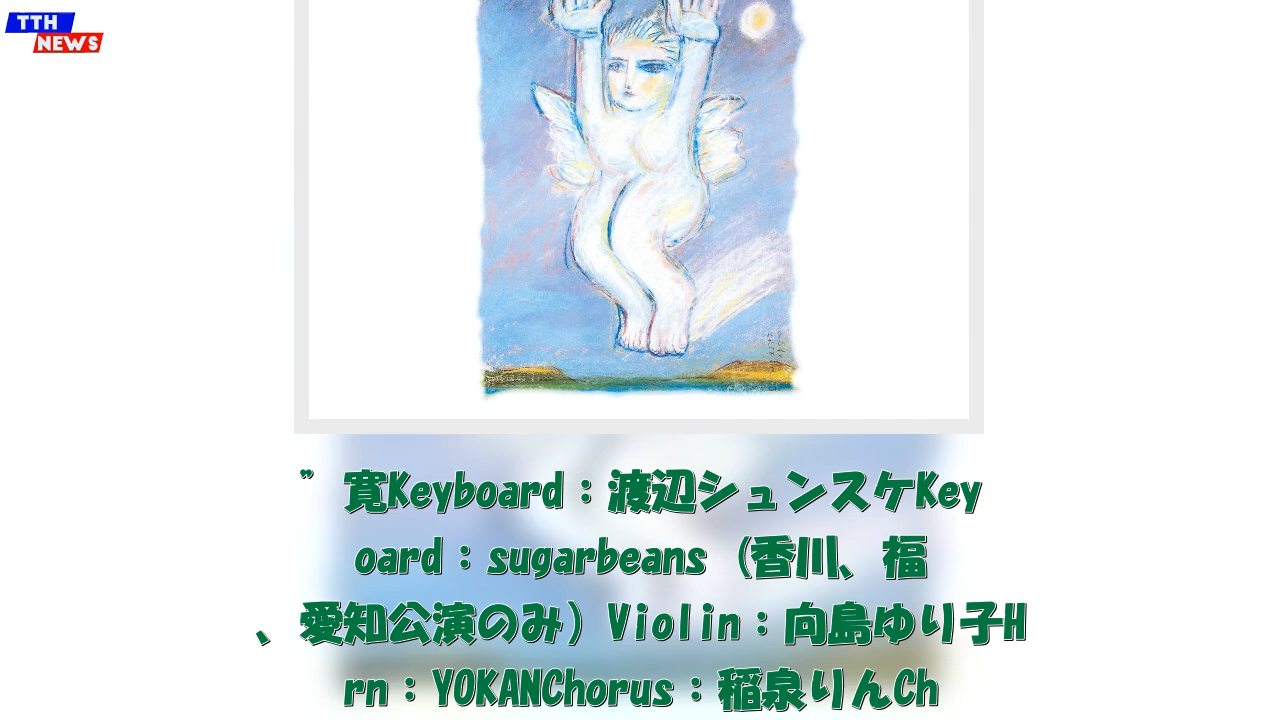 TTH
NEWS
”寛Keyboard：渡辺シュンスケKey
oard：sugarbeans（香川、福
、愛知公演のみ）Violin：向島ゆり子H
rn：YOKANChorus：稲泉りんCh